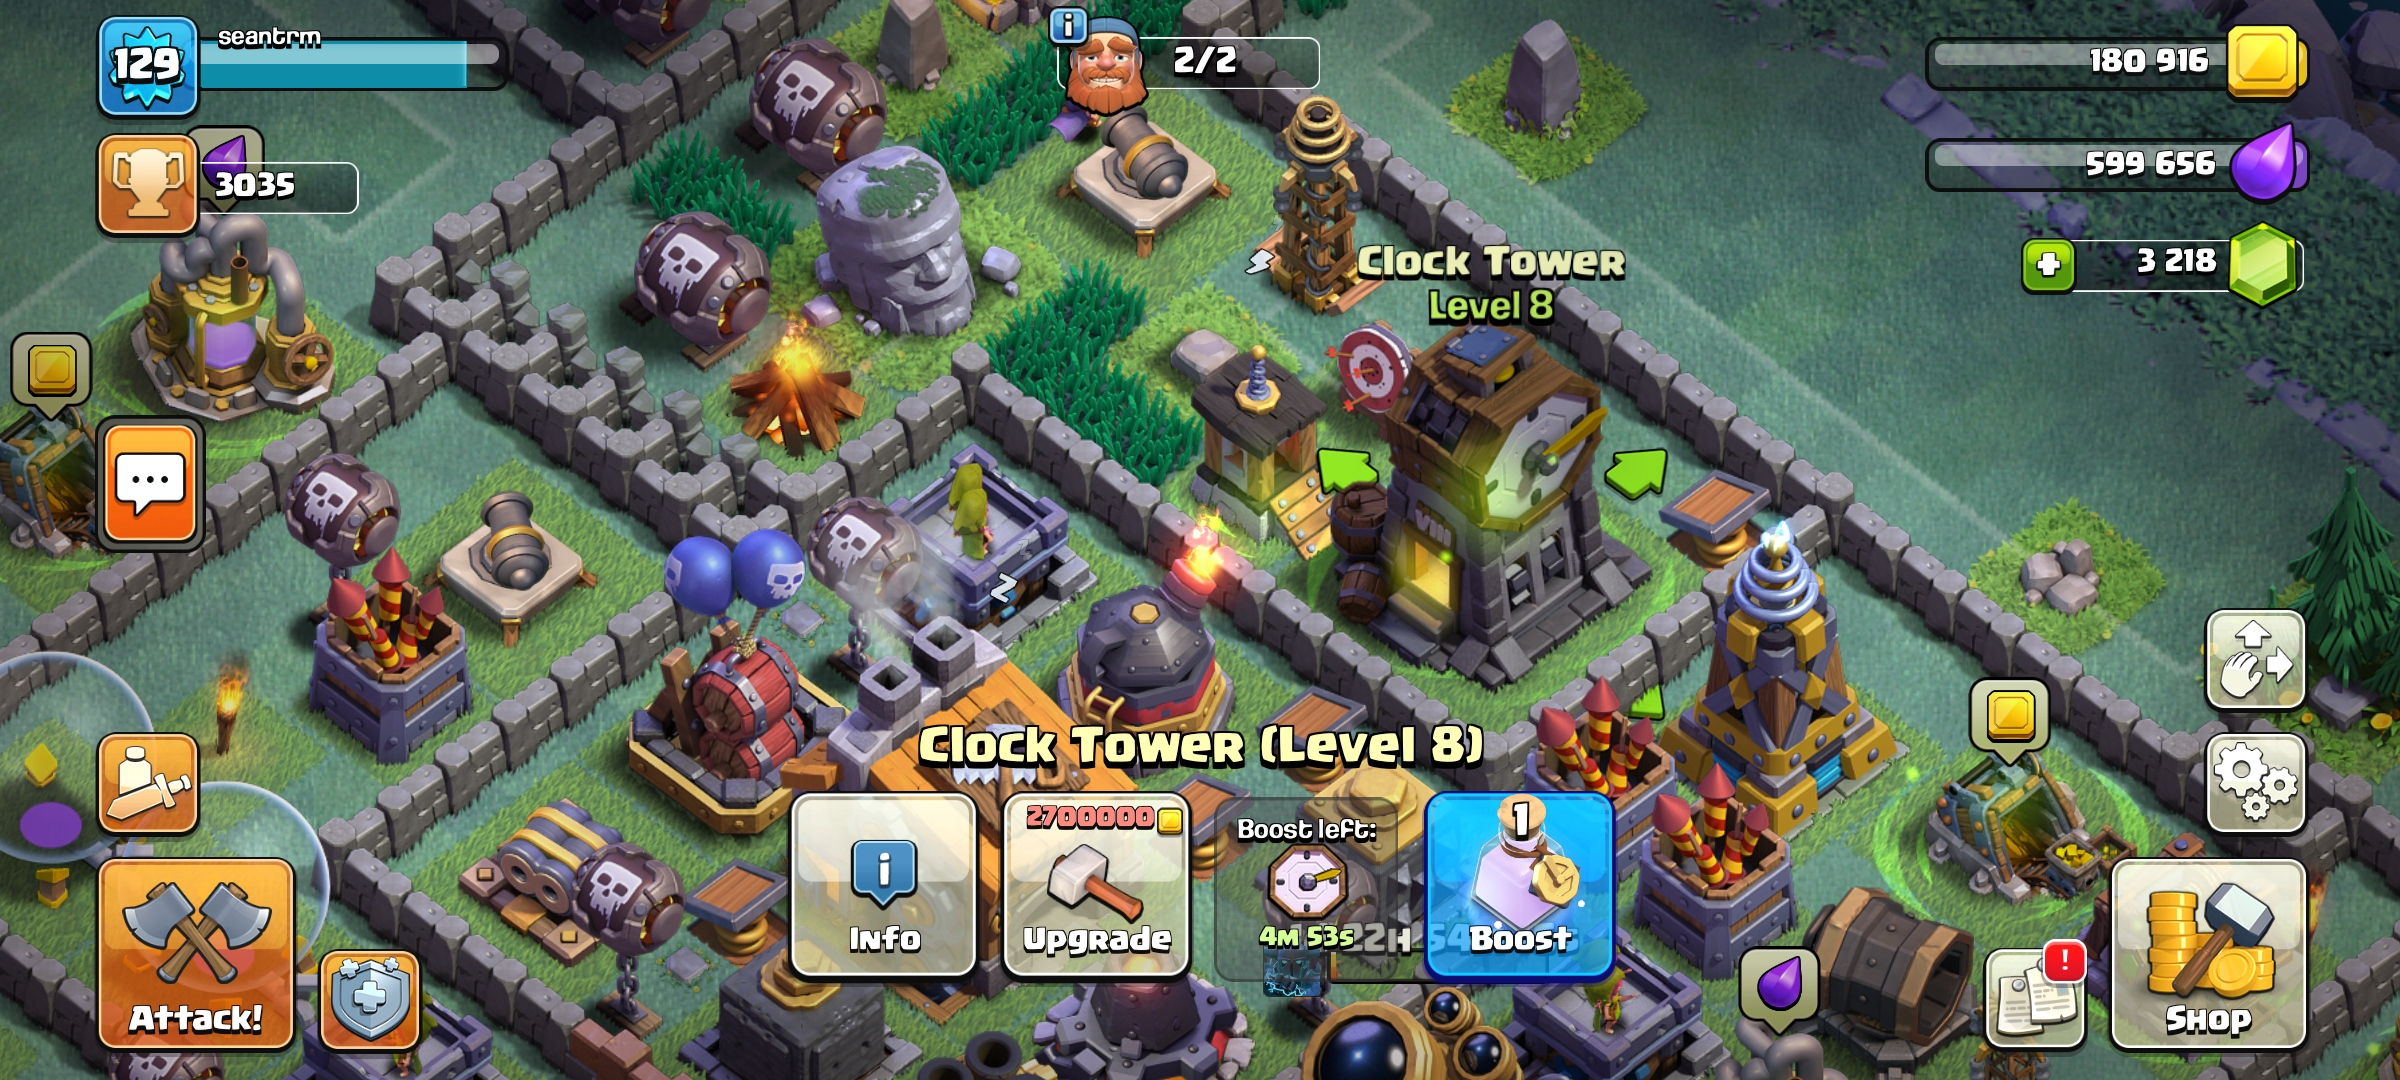 129
seantrm
2/2
180 916
3035
599 656
3 218
Clock Tower
Level 8
VIII
z
Clock Tower (Level 8)
Info
2700000
Upgrade
Boost left:
4M 53s
1
Boost
Attack!
!
Shop